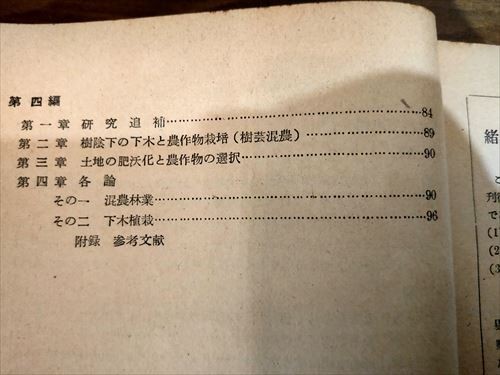 第四編
第一章 研究追補……84
第二章 樹陰下の下木と農作物栽培（樹芸混農）……89
第三章 土地の肥沃化と農作物の選択……90
第四章 各論
その一 混農林業……90
その二 下木植栽……96
附録 参考文献
緒
で
(1
(2
(3